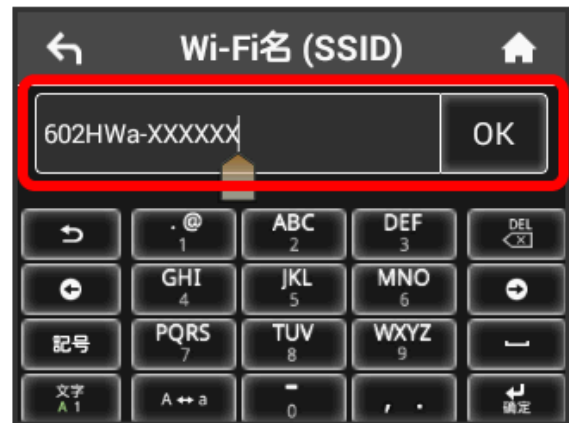 Wi-Fi名 (SSID)
602HWa-XXXXXX
OK
. @ ABC DEF DEL
1 2 3
GHI JKL MNO
4 5 6
記号 PQRS TUV WXYZ
7 8 9
文字 A ↔ a - , .
A 1 0 確定